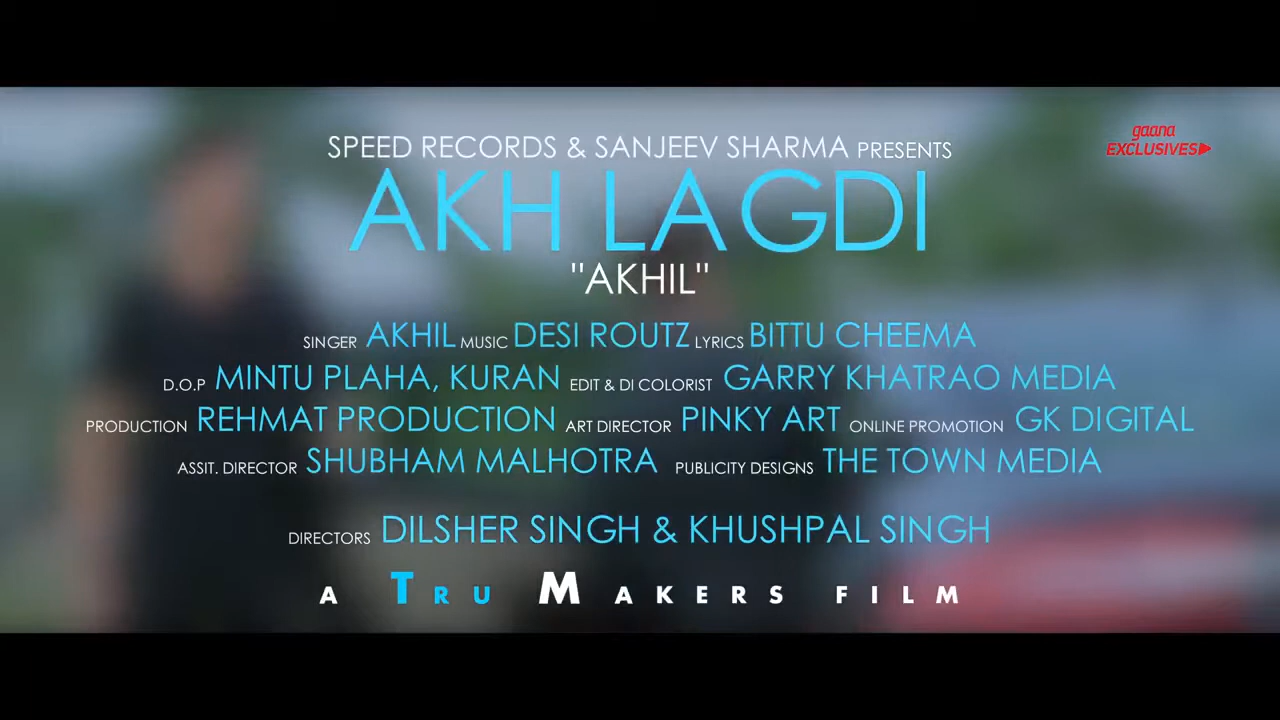 SPEED RECORDS & SANJEEV SHARMA PRESENTS
gaana
EXCLUSIVES
AKH LAGDI
"AKHIL"
SINGER AKHIL MUSIC DESI ROUTZ LYRICS BITTU CHEEMA
D.O.P MINTU PLAHA, KURAN EDIT & DI COLORIST GARRY KHATRAO MEDIA
PRODUCTION REHMAT PRODUCTION ART DIRECTOR PINKY ART ONLINE PROMOTION GK DIGITAL
ASSIT. DIRECTOR SHUBHAM MALHOTRA PUBLICITY DESIGNS THE TOWN MEDIA
DIRECTORS DILSHER SINGH & KHUSHPAL SINGH
A TRU MAKERS FILM